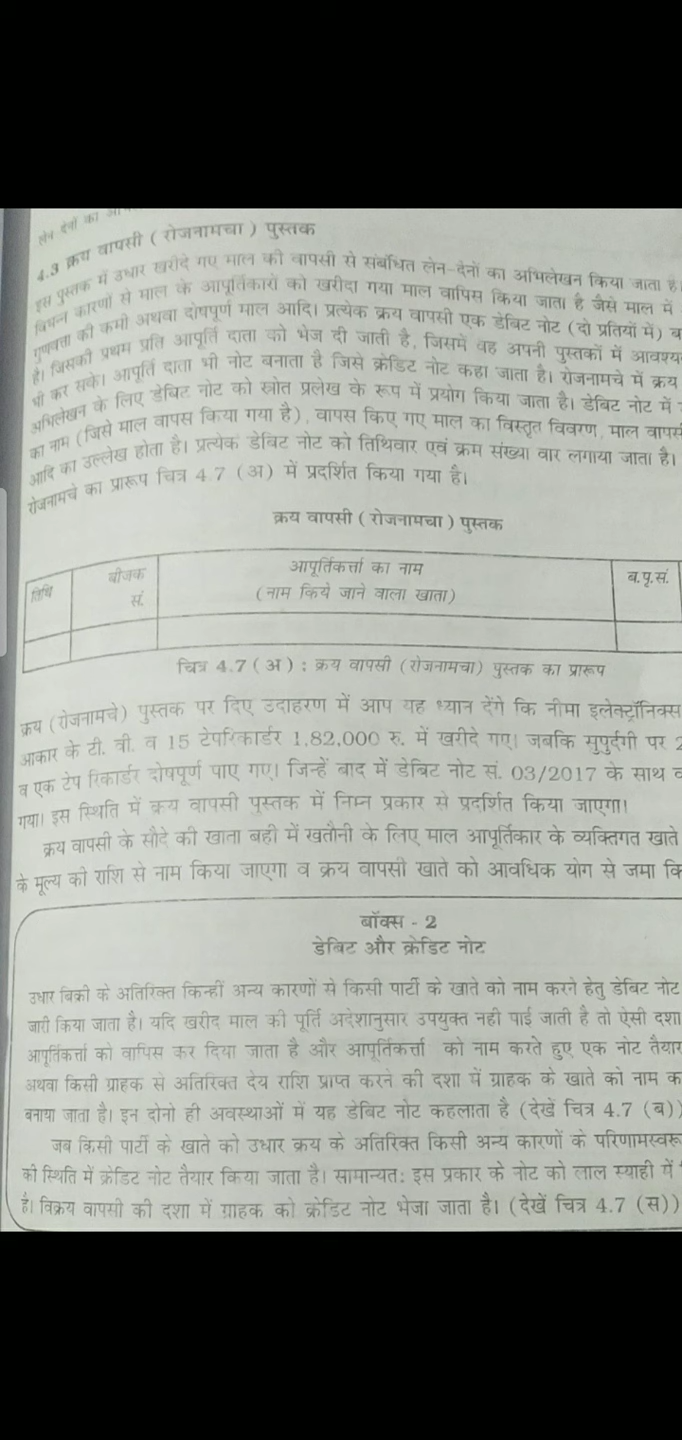 लेन देनों का
4.3 क्रय वापसी ( रोजनामचा ) पुस्तक
इस पुस्तक में उधार खरीदे गए माल की वापसी से संबंधित लेन-देनों का अभिलेखन किया जाता है।
विभिन्न कारणों से माल के आपूर्तिकारों को खरीदा गया माल वापिस किया जाता है जैसे माल में
गुणवत्ता की कमी अथवा दोषपूर्ण माल आदि। प्रत्येक क्रय वापसी एक डेबिट नोट (दो प्रतियों में) ब
है। जिसकी प्रथम प्रति आपूर्ति दाता को भेज दी जाती है, जिसमें वह अपनी पुस्तकों में आवश्य
भी कर सके। आपूर्ति दाता भी नोट बनाता है जिसे क्रेडिट नोट कहा जाता है। रोजनामचे में क्रय
अभिलेखन के लिए डेबिट नोट को स्रोत प्रलेख के रूप में प्रयोग किया जाता है। डेबिट नोट में
का नाम (जिसे माल वापस किया गया है), वापस किए गए माल का विस्तृत विवरण, माल वापस
आदि का उल्लेख होता है। प्रत्येक डेबिट नोट को तिथिवार एवं क्रम संख्या वार लगाया जाता है।
रोजनामचे का प्रारूप चित्र 4.7 (अ) में प्रदर्शित किया गया है।
क्रय वापसी ( रोजनामचा ) पुस्तक
तिथि बीजक सं. आपूर्तिकर्त्ता का नाम ब.पृ.सं.
(नाम किये जाने वाला खाता)
चित्र 4.7 ( अ ) : क्रय वापसी (रोजनामचा) पुस्तक का प्रारूप
क्रय (रोजनामचे) पुस्तक पर दिए उदाहरण में आप यह ध्यान देंगे कि नीमा इलेक्ट्रॉनिक्स
आकार के टी. वी. व 15 टेपरिकार्डर 1,82,000 रु. में खरीदे गए। जबकि सुपुर्दगी पर 2
व एक टेप रिकार्डर दोषपूर्ण पाए गए। जिन्हें बाद में डेबिट नोट सं. 03/2017 के साथ व
गया। इस स्थिति में क्रय वापसी पुस्तक में निम्न प्रकार से प्रदर्शित किया जाएगा।
क्रय वापसी के सौदे की खाता बही में खतौनी के लिए माल आपूर्तिकार के व्यक्तिगत खाते
के मूल्य की राशि से नाम किया जाएगा व क्रय वापसी खाते को आवधिक योग से जमा कि
बॉक्स - 2
डेबिट और क्रेडिट नोट
उधार बिक्री के अतिरिक्त किन्हीं अन्य कारणों से किसी पार्टी के खाते को नाम करने हेतु डेबिट नोट
जारी किया जाता है। यदि खरीद माल की पूर्ति अदेशानुसार उपयुक्त नही पाई जाती है तो ऐसी दशा
आपूर्तिकर्त्ता को वापिस कर दिया जाता है और आपूर्तिकर्त्ता को नाम करते हुए एक नोट तैयार
अथवा किसी ग्राहक से अतिरिक्त देय राशि प्राप्त करने की दशा में ग्राहक के खाते को नाम क
बनाया जाता है। इन दोनो ही अवस्थाओं में यह डेबिट नोट कहलाता है (देखें चित्र 4.7 (ब))
जब किसी पार्टी के खाते को उधार क्रय के अतिरिक्त किसी अन्य कारणों के परिणामस्वरू
की स्थिति में क्रेडिट नोट तैयार किया जाता है। सामान्यत: इस प्रकार के नोट को लाल स्याही में
है। विक्रय वापसी की दशा में ग्राहक को क्रेडिट नोट भेजा जाता है। (देखें चित्र 4.7 (स))